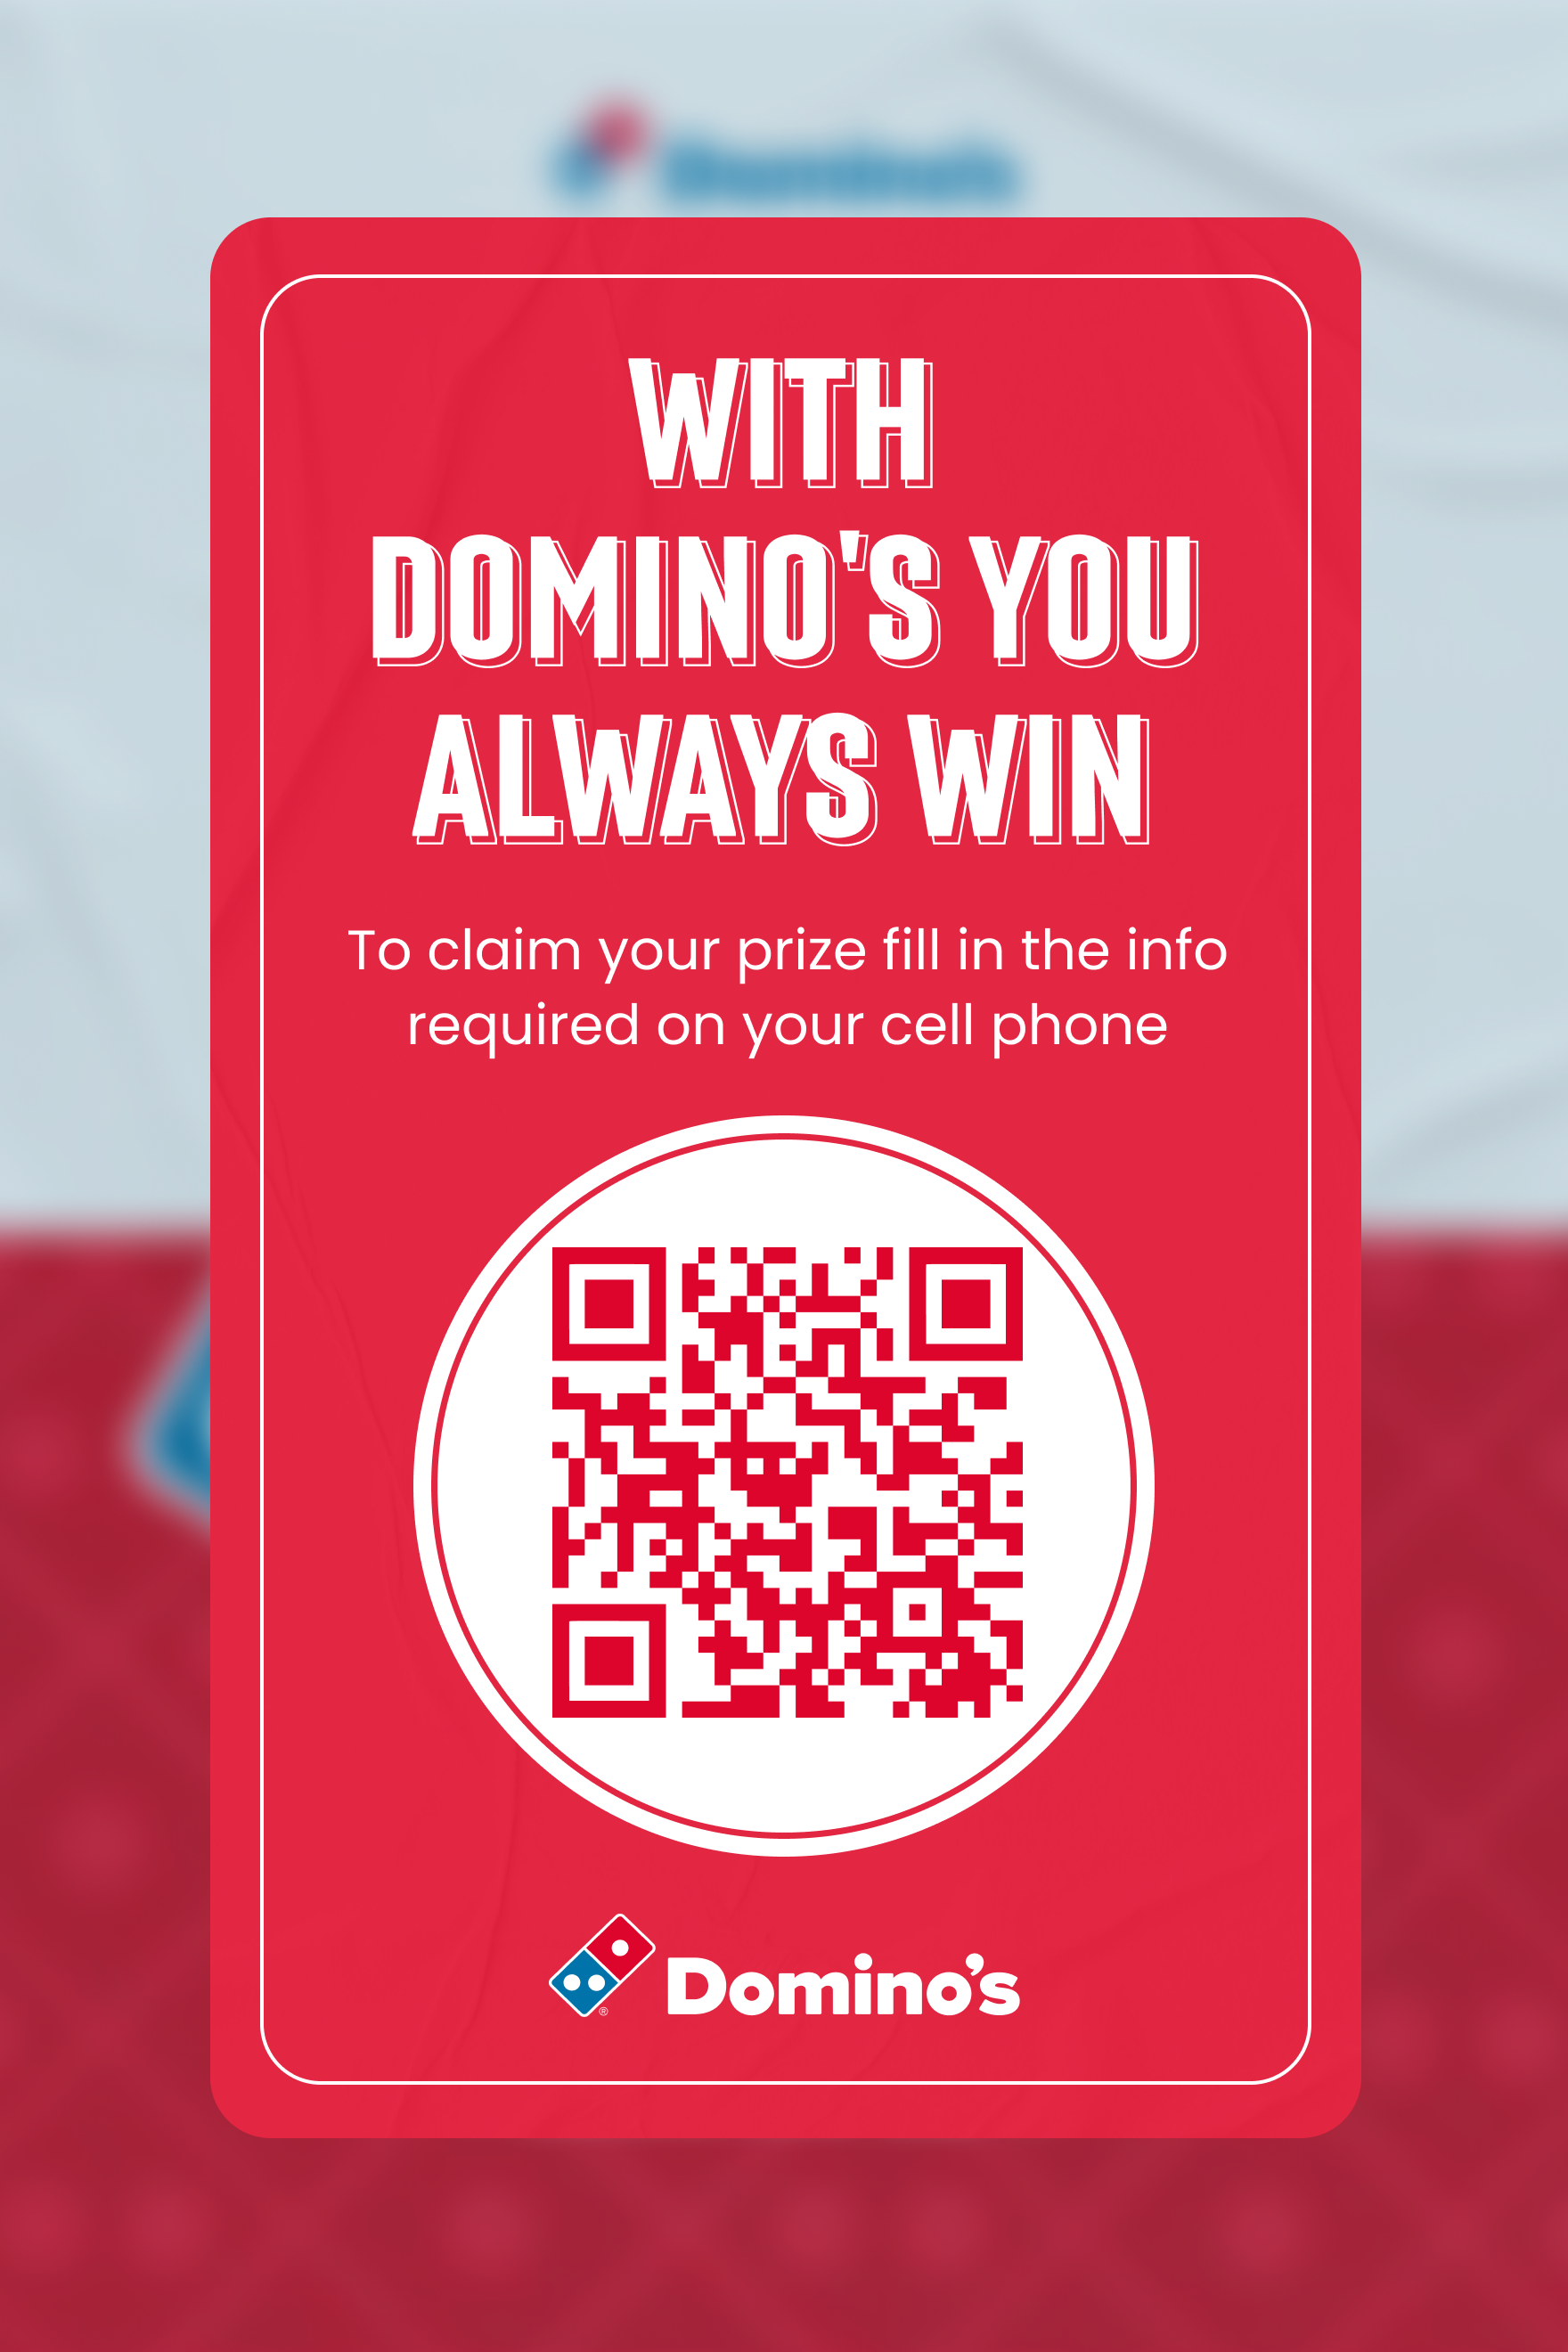 Domino's
WITH
DOMINO'S YOU
ALWAYS WIN
To claim your prize fill in the info
required on your cell phone
Domino's
®